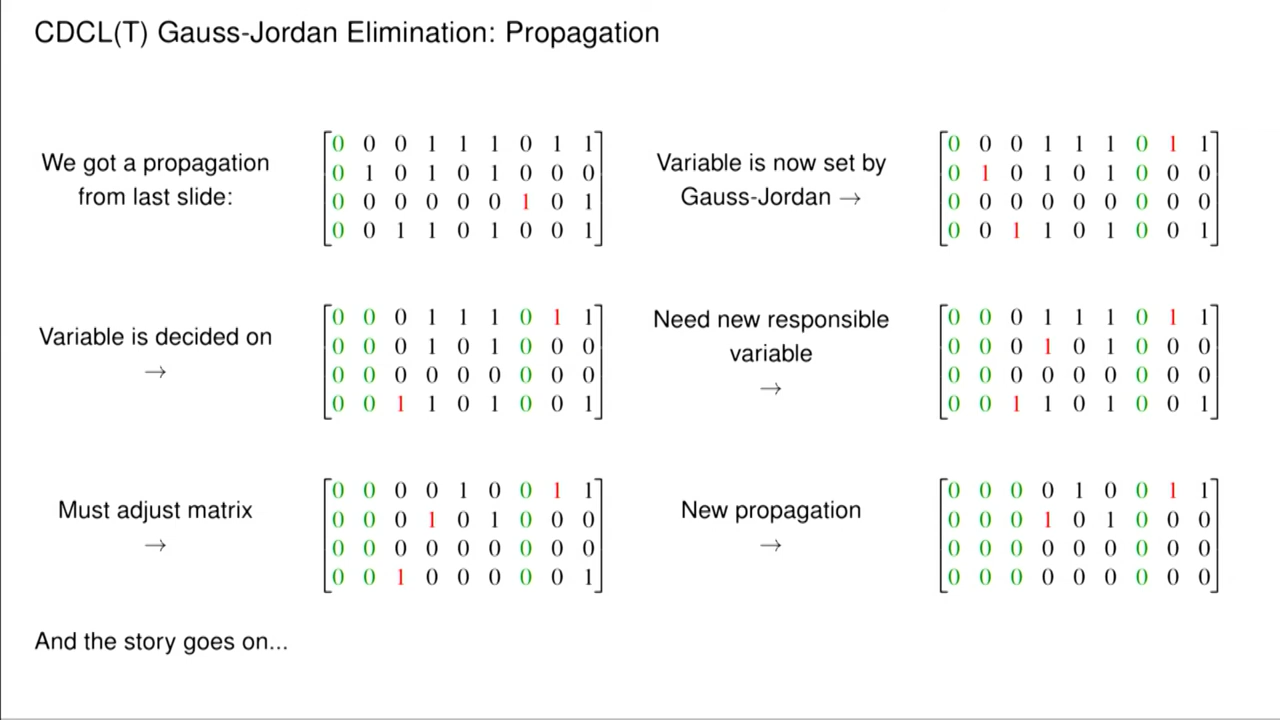 CDCL(T) Gauss-Jordan Elimination: Propagation
We got a propagation
from last slide:
0 0 0 1 1 1 0 1 1
0 1 0 1 0 1 0 0 0
0 0 0 0 0 0 1 0 1
0 0 1 1 0 1 0 0 1
Variable is now set by
Gauss-Jordan →
0 0 0 1 1 1 0 1 1
0 1 0 1 0 1 0 0 0
0 0 0 0 0 0 0 0 0
0 0 1 1 0 1 0 0 1
Variable is decided on
→
0 0 0 1 1 1 0 1 1
0 0 0 1 0 1 0 0 0
0 0 0 0 0 0 0 0 0
0 0 1 1 0 1 0 0 1
Need new responsible
variable
→
0 0 0 1 1 1 0 1 1
0 0 0 1 0 1 0 0 0
0 0 0 0 0 0 0 0 0
0 0 1 1 0 1 0 0 1
Must adjust matrix
→
0 0 0 0 1 0 0 1 1
0 0 0 1 0 1 0 0 0
0 0 0 0 0 0 0 0 0
0 0 1 0 0 0 0 0 1
New propagation
→
0 0 0 0 1 0 0 1 1
0 0 0 1 0 1 0 0 0
0 0 0 0 0 0 0 0 0
0 0 0 0 0 0 0 0 0
And the story goes on...